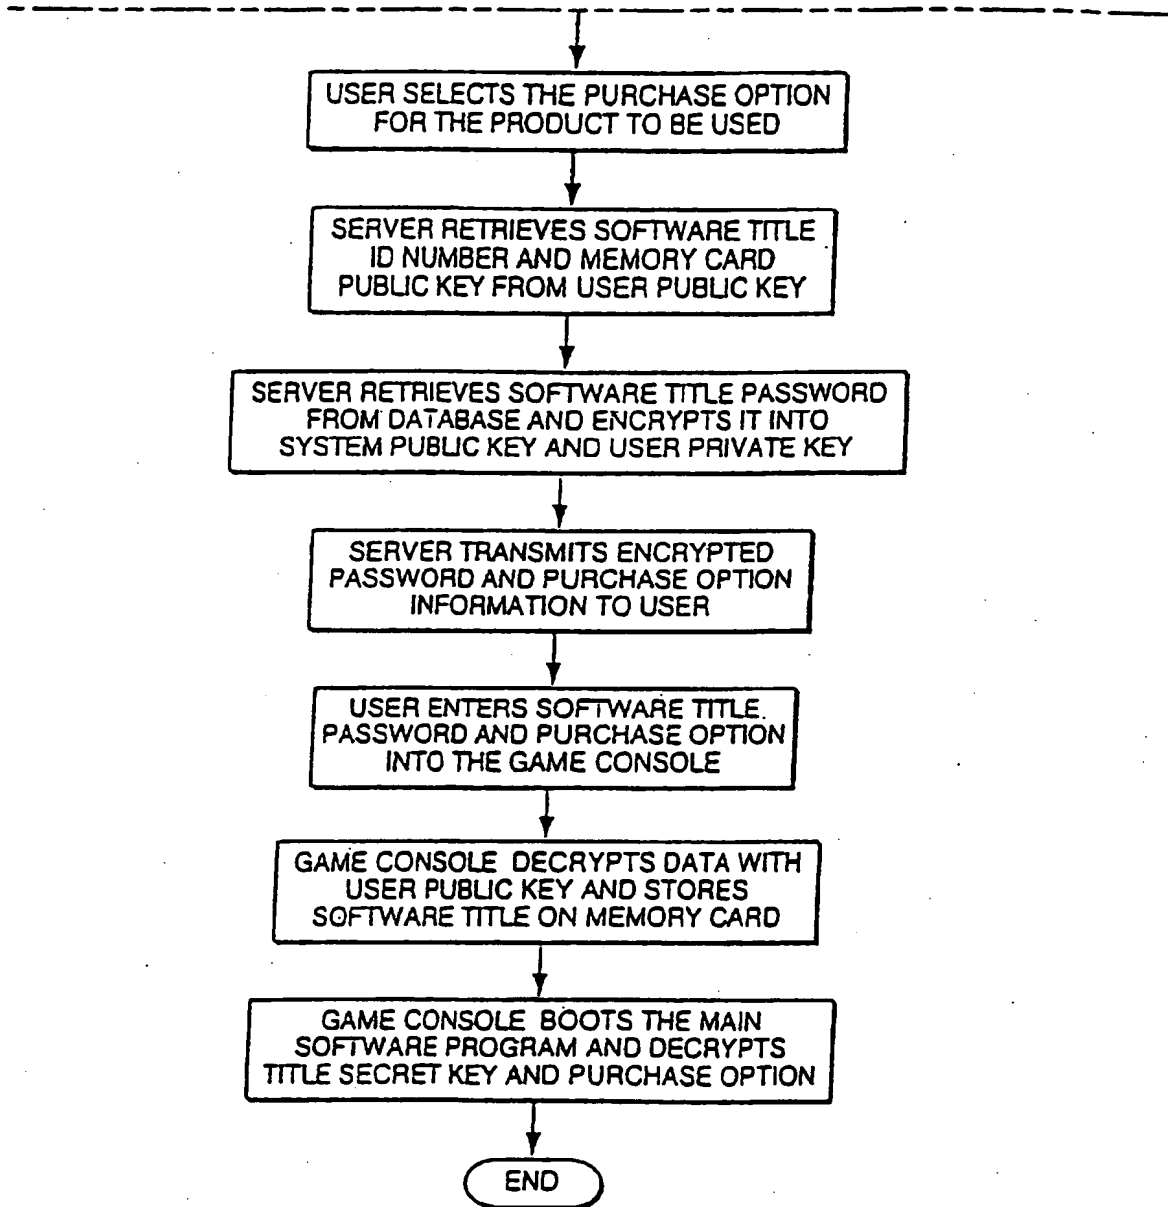 USER SELECTS THE PURCHASE OPTION
FOR THE PRODUCT TO BE USED
SERVER RETRIEVES SOFTWARE TITLE
ID NUMBER AND MEMORY CARD
PUBLIC KEY FROM USER PUBLIC KEY
SERVER RETRIEVES SOFTWARE TITLE PASSWORD
FROM DATABASE AND ENCRYPTS IT INTO
SYSTEM PUBLIC KEY AND USER PRIVATE KEY
SERVER TRANSMITS ENCRYPTED
PASSWORD AND PURCHASE OPTION
INFORMATION TO USER
USER ENTERS SOFTWARE TITLE.
PASSWORD AND PURCHASE OPTION
INTO THE GAME CONSOLE
GAME CONSOLE DECRYPTS DATA WITH
USER PUBLIC KEY AND STORES
SOFTWARE TITLE ON MEMORY CARD
GAME CONSOLE BOOTS THE MAIN
SOFTWARE PROGRAM AND DECRYPTS
TITLE SECRET KEY AND PURCHASE OPTION
END